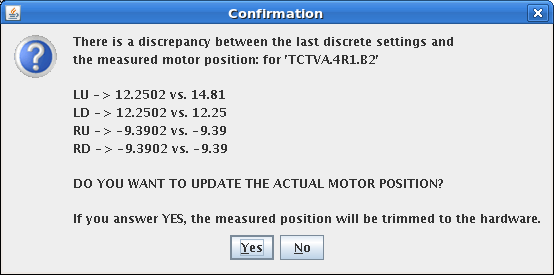 Confirmation
There is a discrepancy between the last discrete settings and
the measured motor position: for 'TCTVA.4R1.B2'
LU -> 12.2502 vs. 14.81
LD -> 12.2502 vs. 12.25
RU -> -9.3902 vs. -9.39
RD -> -9.3902 vs. -9.39
DO YOU WANT TO UPDATE THE ACTUAL MOTOR POSITION?
If you answer YES, the measured position will be trimmed to the hardware.
Yes No